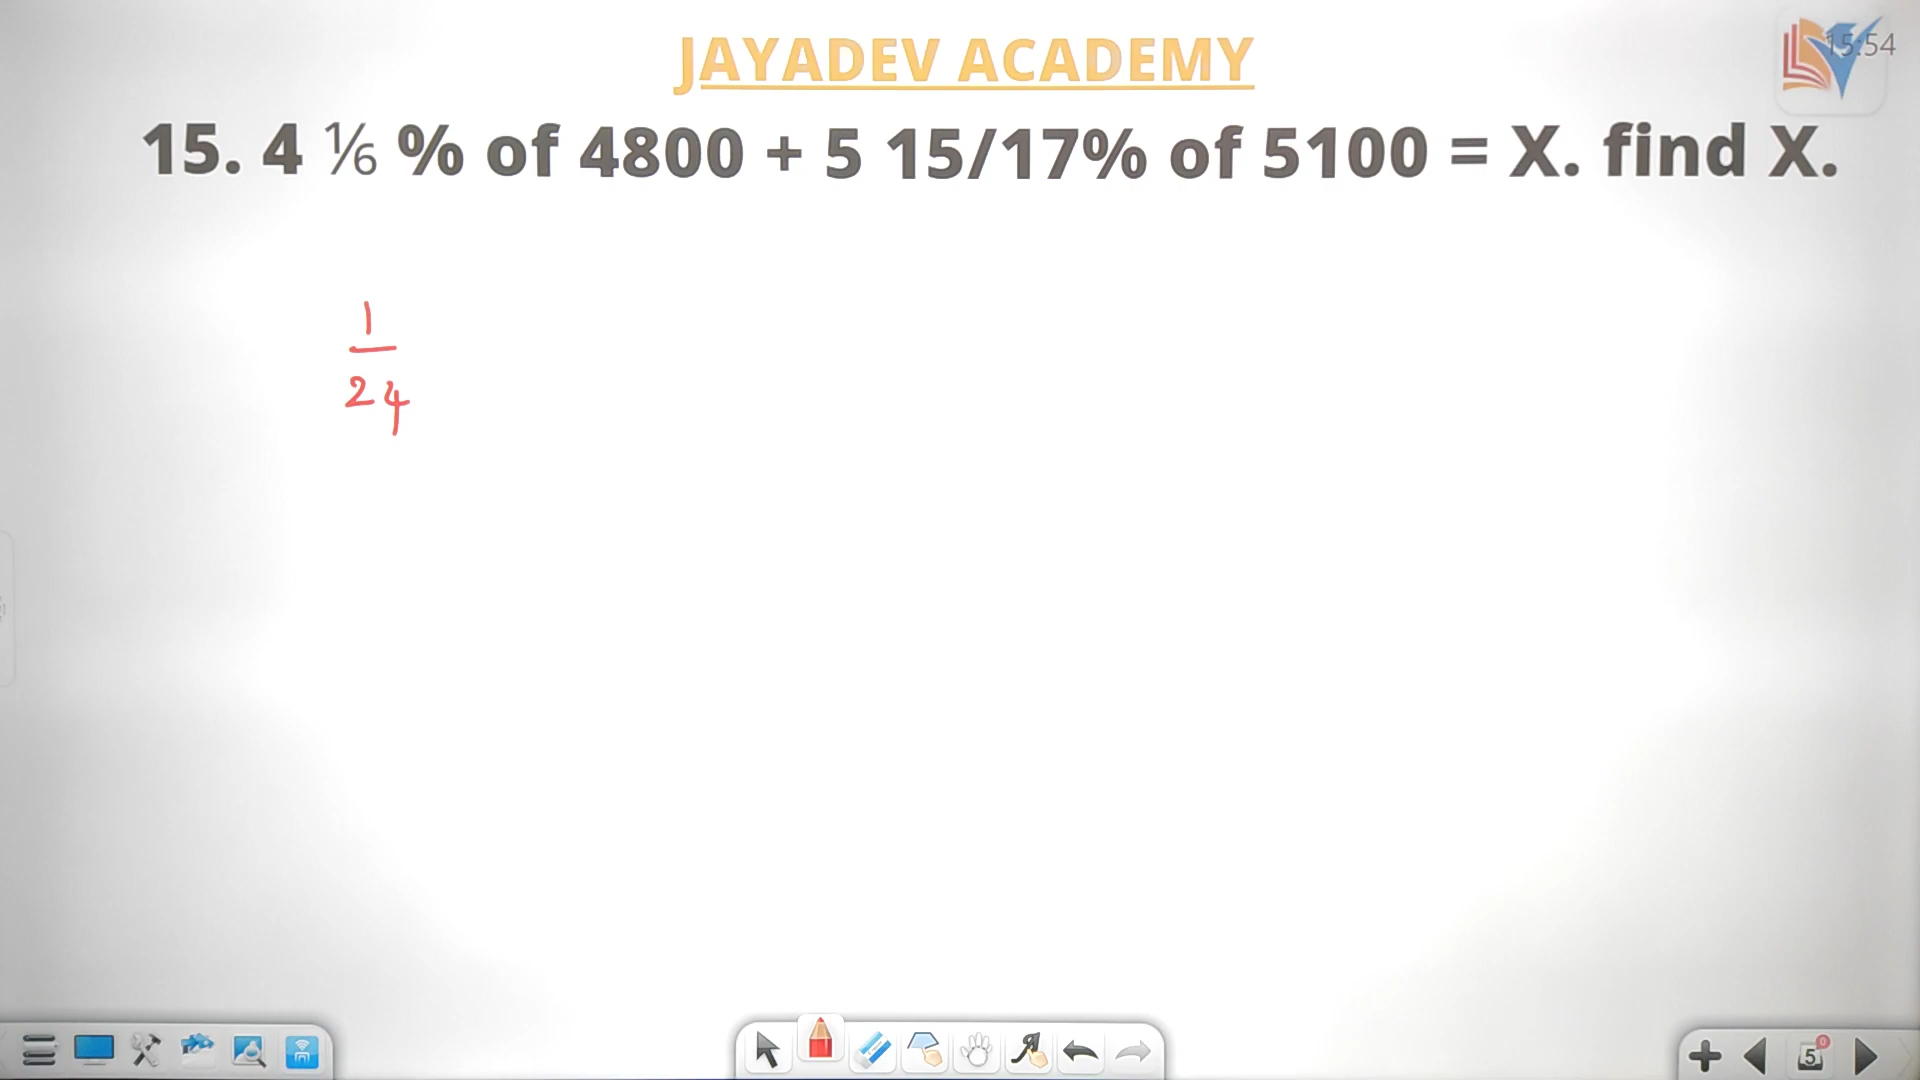 JAYADEV ACADEMY
15:54
15. 4 ⅙ % of 4800 + 5 15/17% of 5100 = X. find X.
1
24
5
0